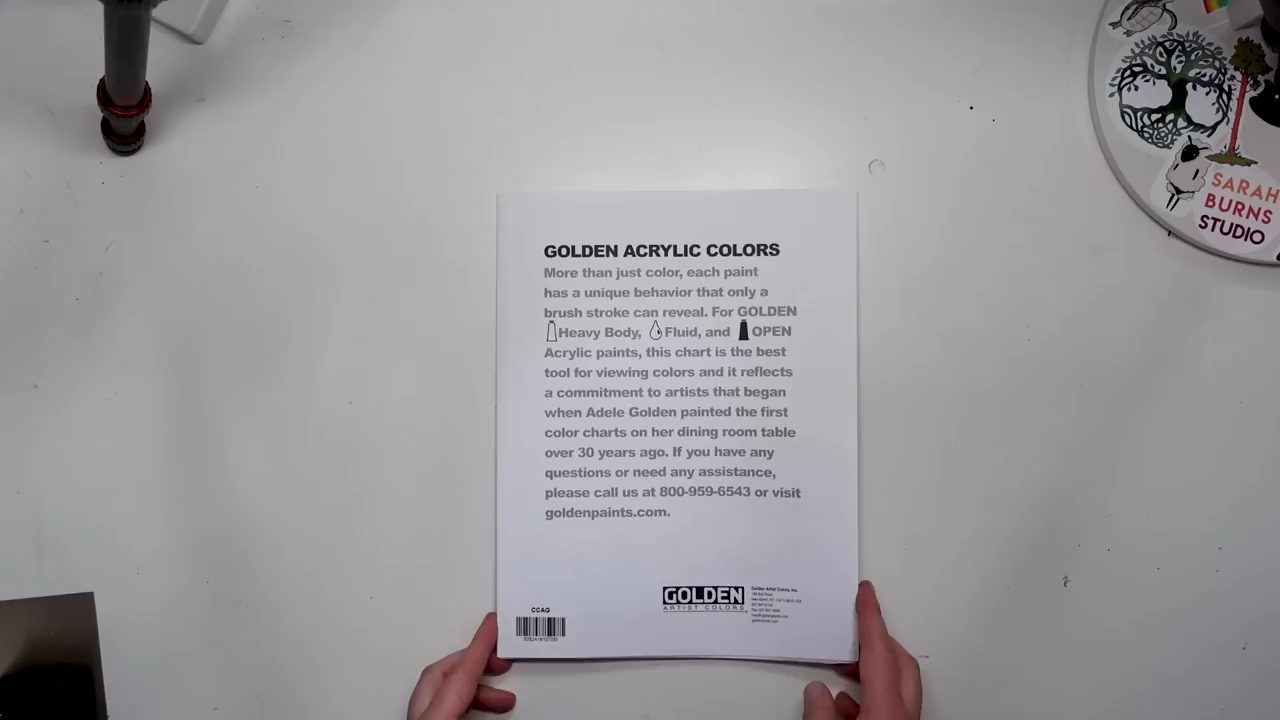 GOLDEN ACRYLIC COLORS
More than just color, each paint
has a unique behavior that only a
brush stroke can reveal. For GOLDEN
Heavy Body, Fluid, and OPEN
Acrylic paints, this chart is the best
tool for viewing colors and it reflects
a commitment to artists that began
when Adele Golden painted the first
color charts on her dining room table
over 30 years ago. If you have any
questions or need any assistance,
please call us at 800-959-6543 or visit
goldenpaints.com.
CCAG
GOLDEN
ARTIST COLORS
Golden Artist Colors, Inc.
SARAH
BURNS
STUDIO